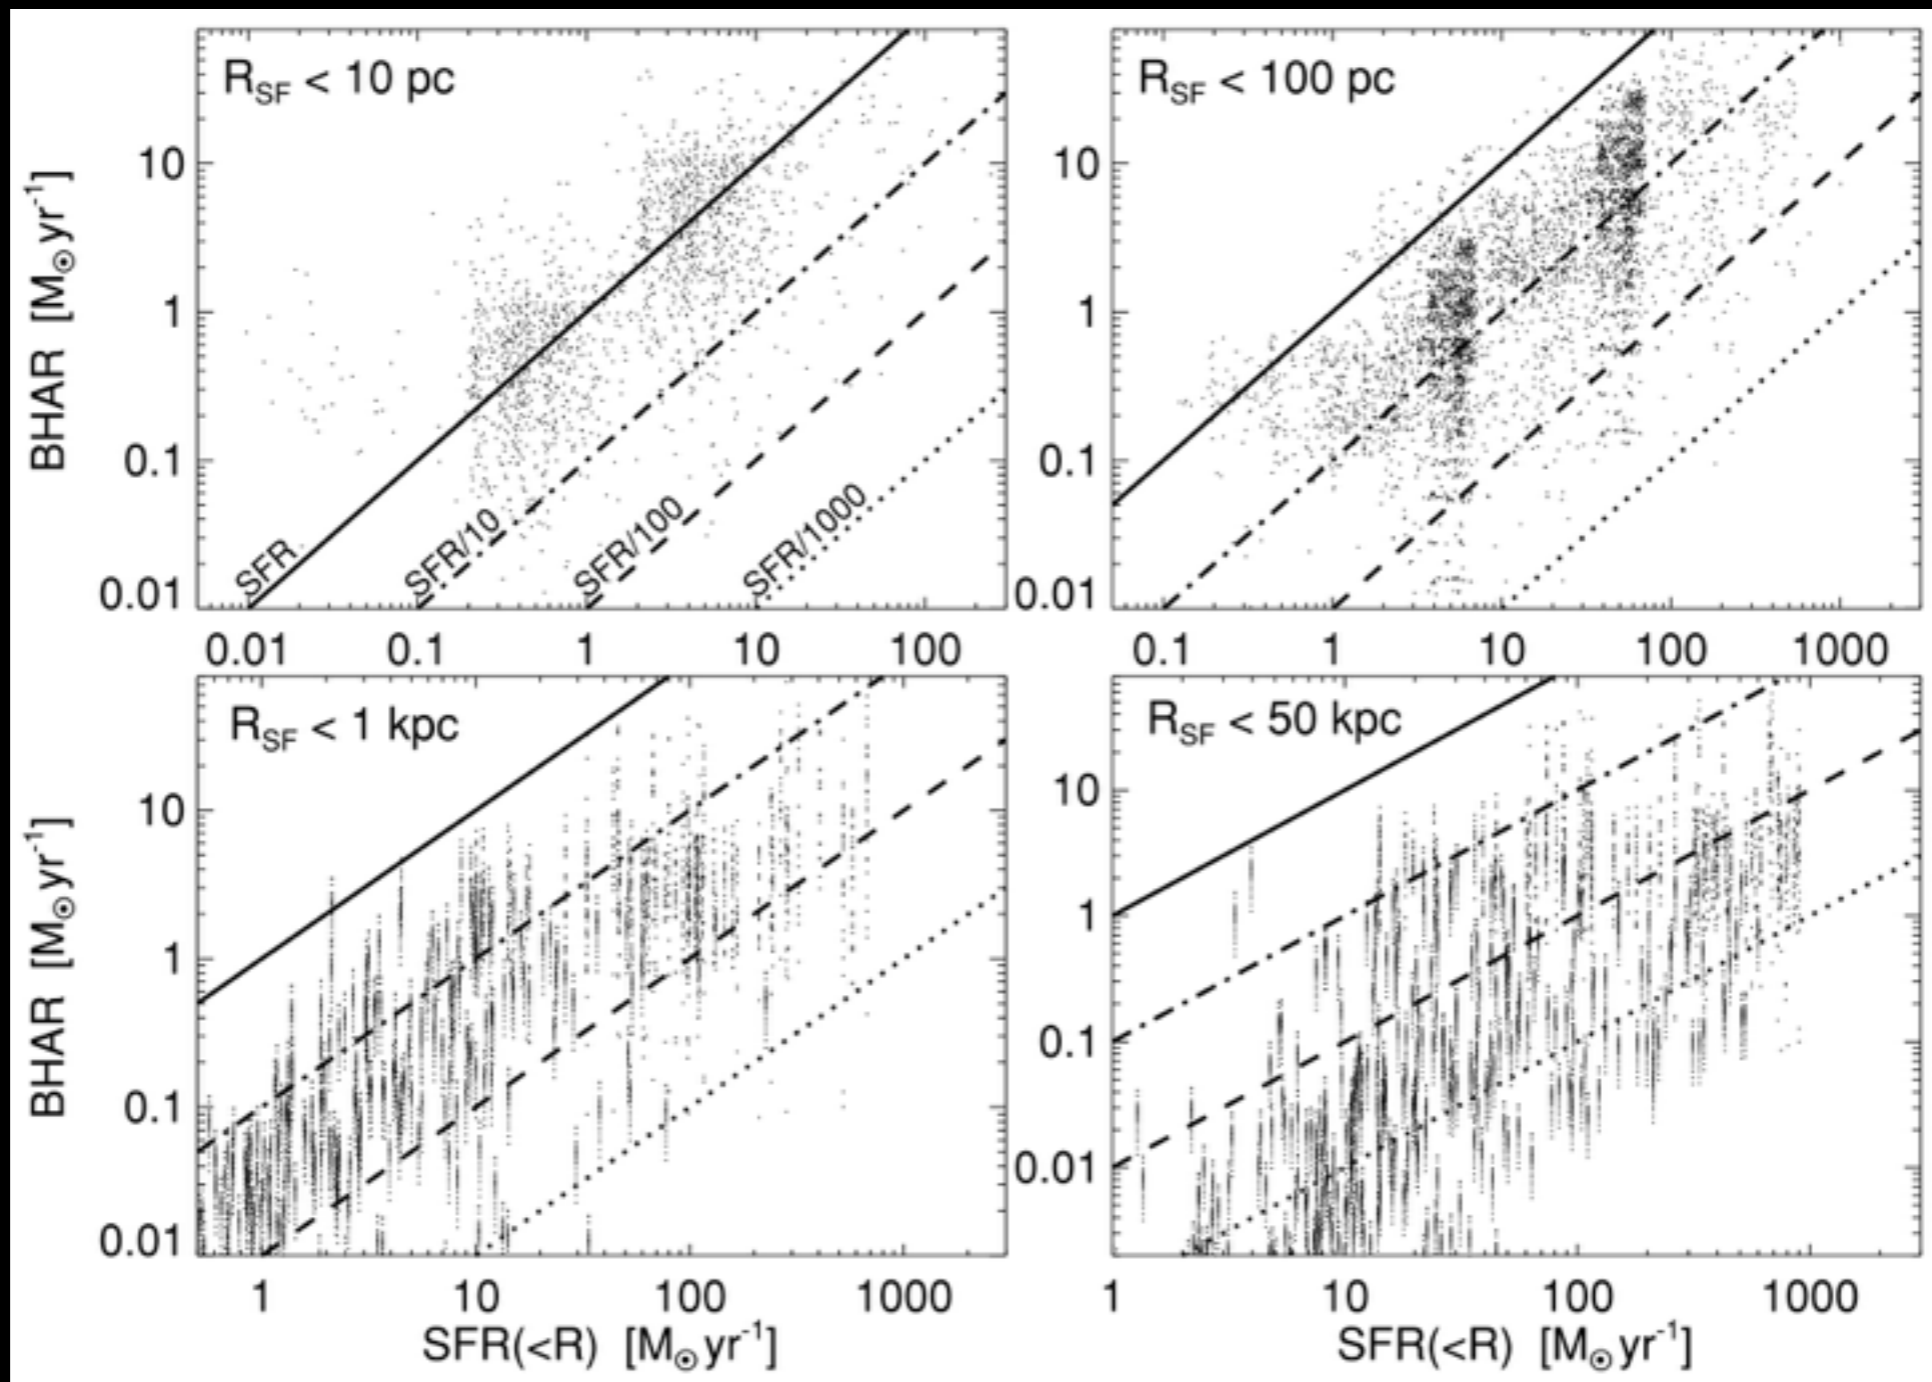 R_SF < 10 pc
R_SF < 100 pc
BHAR [M⊙yr⁻¹]
10
1
0.1
0.01
SFR
SFR/10
SFR/100
SFR/1000
10
1
0.1
0.01
0.01 0.1 1 10 100
0.1 1 10 100 1000
R_SF < 1 kpc
R_SF < 50 kpc
BHAR [M⊙yr⁻¹]
10
1
0.1
0.01
10
1
0.1
0.01
1 10 100 1000
1 10 100 1000
SFR(<R) [M⊙yr⁻¹]
SFR(<R) [M⊙yr⁻¹]